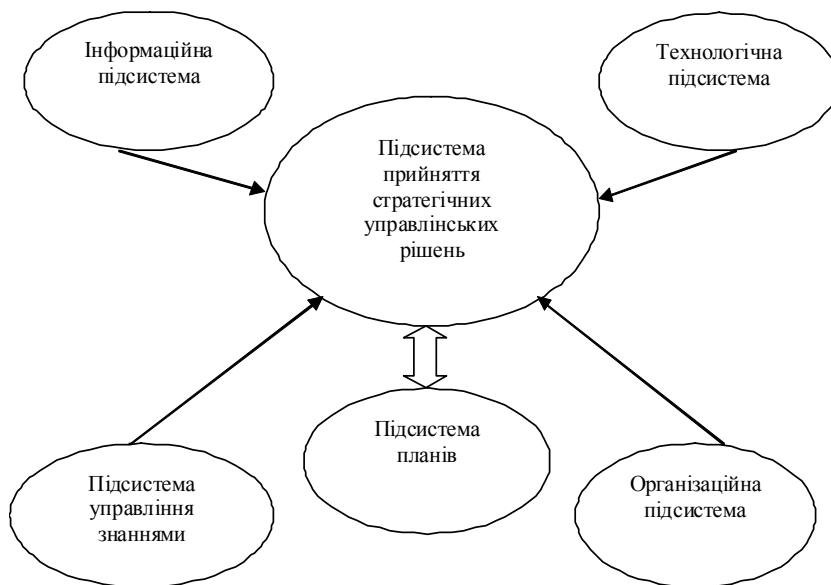 Інформаційна
підсистема
Технологічна
підсистема
Підсистема
прийняття
стратегічних
управлінських
рішень
Підсистема
планів
Підсистема
управління
знаннями
Організаційна
підсистема